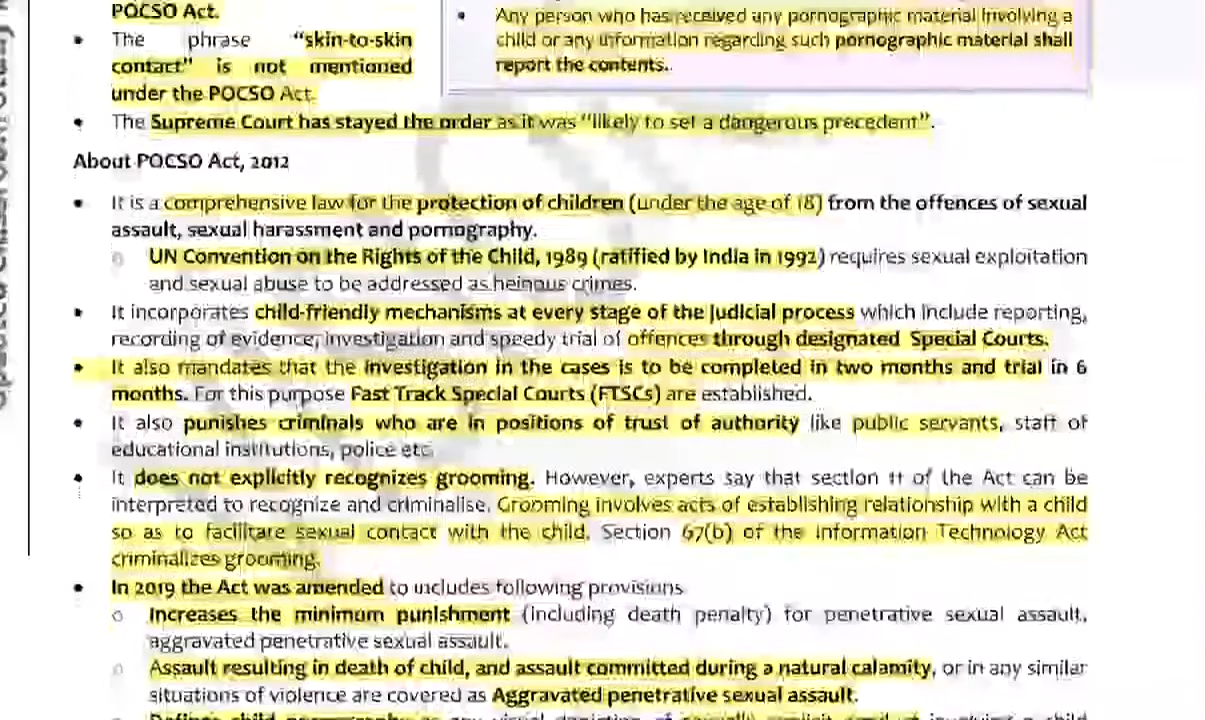 POCSO Act.
• The phrase "skin-to-skin
contact" is not mentioned
under the POCSO Act.
• Any person who has received any pornographic material involving a
child or any information regarding such pornographic material shall
report the contents.
• The Supreme Court has stayed the order as it was "likely to set a dangerous precedent".
About POCSO Act, 2012
• It is a comprehensive law for the protection of children (under the age of 18) from the offences of sexual
assault, sexual harassment and pornography.
o UN Convention on the Rights of the Child, 1989 (ratified by India in 1992) requires sexual exploitation
and sexual abuse to be addressed as heinous crimes.
• It incorporates child-friendly mechanisms at every stage of the judicial process which include reporting,
recording of evidence, investigation and speedy trial of offences through designated Special Courts.
• It also mandates that the investigation in the cases is to be completed in two months and trial in 6
months. For this purpose Fast Track Special Courts (FTSCs) are established.
• It also punishes criminals who are in positions of trust of authority like public servants, staff of
educational institutions, police etc.
• It does not explicitly recognizes grooming. However, experts say that section 11 of the Act can be
interpreted to recognize and criminalise. Grooming involves acts of establishing relationship with a child
so as to facilitate sexual contact with the child. Section 67(b) of the Information Technology Act
criminalizes grooming.
• In 2019 the Act was amended to includes following provisions
o Increases the minimum punishment (including death penalty) for penetrative sexual assault,
aggravated penetrative sexual assault.
o Assault resulting in death of child, and assault committed during a natural calamity, or in any similar
situations of violence are covered as Aggravated penetrative sexual assault.